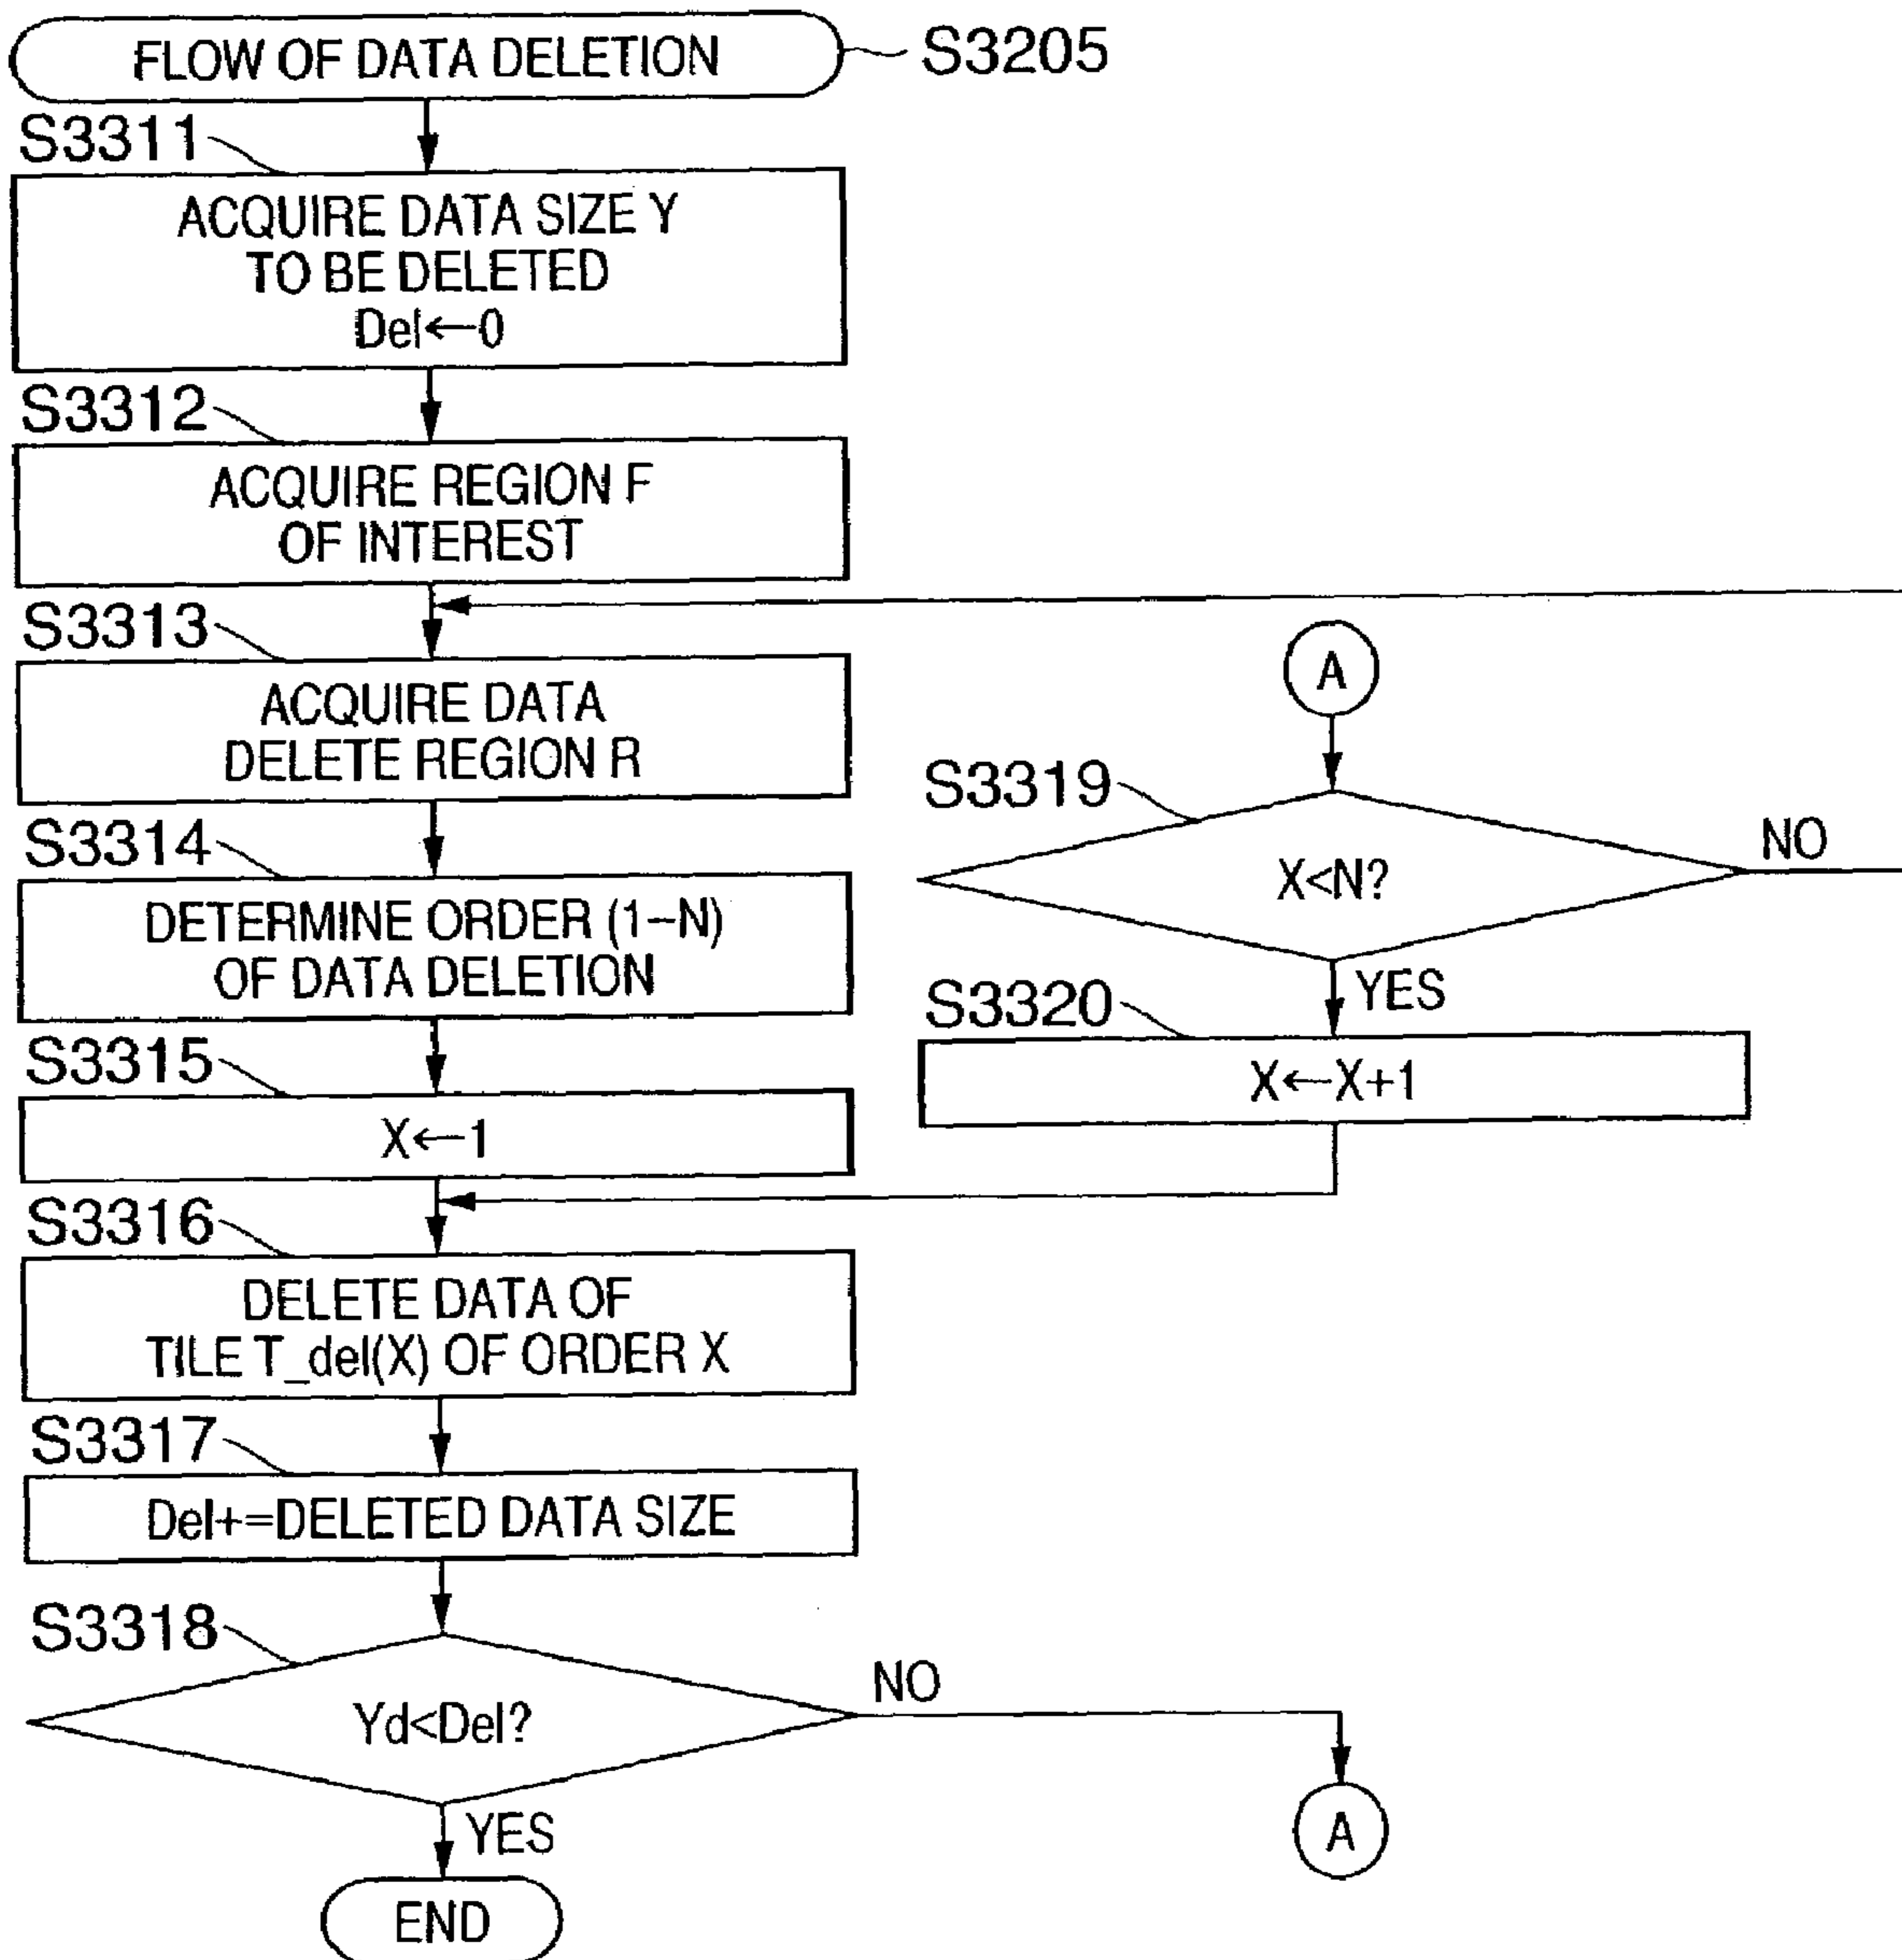 FLOW OF DATA DELETION
S3205
S3311
ACQUIRE DATA SIZE Y
TO BE DELETED
Del←0
S3312
ACQUIRE REGION F
OF INTEREST
S3313
ACQUIRE DATA
DELETE REGION R
S3314
DETERMINE ORDER (1–N)
OF DATA DELETION
S3315
X←1
S3316
DELETE DATA OF
TILE T_del(X) OF ORDER X
S3317
Del+=DELETED DATA SIZE
S3318
Yd<Del?
NO
YES
END
A
A
S3319
X<N?
NO
YES
S3320
X←X+1